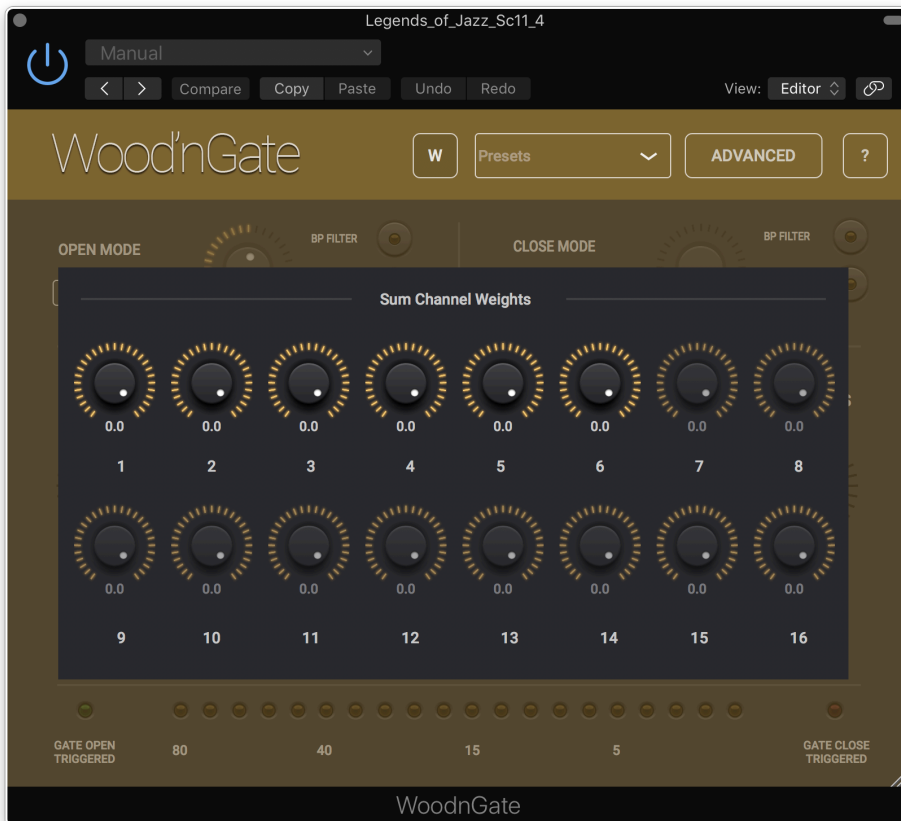 Legends_of_Jazz_Sc11_4
Manual
Compare Copy Paste Undo Redo View: Editor
Wood'nGate W Presets ADVANCED ?
OPEN MODE BP FILTER CLOSE MODE BP FILTER
Sum Channel Weights
0.0 0.0 0.0 0.0 0.0 0.0 0.0 0.0
1 2 3 4 5 6 7 8
0.0 0.0 0.0 0.0 0.0 0.0 0.0 0.0
9 10 11 12 13 14 15 16
GATE OPEN TRIGGERED 80 40 15 5 GATE CLOSE TRIGGERED
WoodnGate